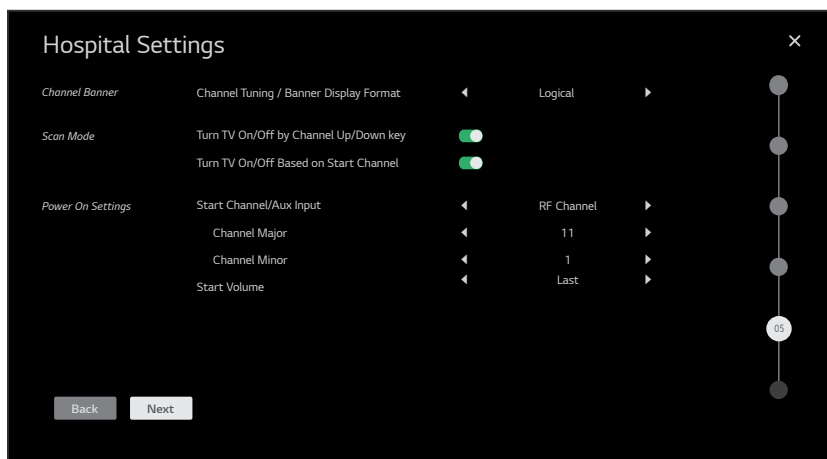 Hospital Settings
Channel Banner Channel Tuning / Banner Display Format Logical
Scan Mode Turn TV On/Off by Channel Up/Down key
Turn TV On/Off Based on Start Channel
Power On Settings Start Channel/Aux Input RF Channel
Channel Major 11
Channel Minor 1
Start Volume Last
05
Back Next